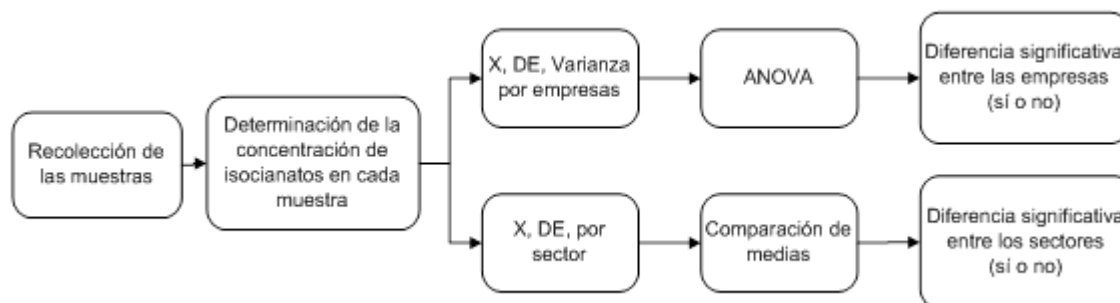 Recolección de
las muestras
Determinación de la
concentración de
isocianatos en cada
muestra
X, DE, Varianza
por empresas
ANOVA
Diferencia significativa
entre las empresas
(sí o no)
X, DE, por
sector
Comparación de
medias
Diferencia significativa
entre los sectores
(sí o no)